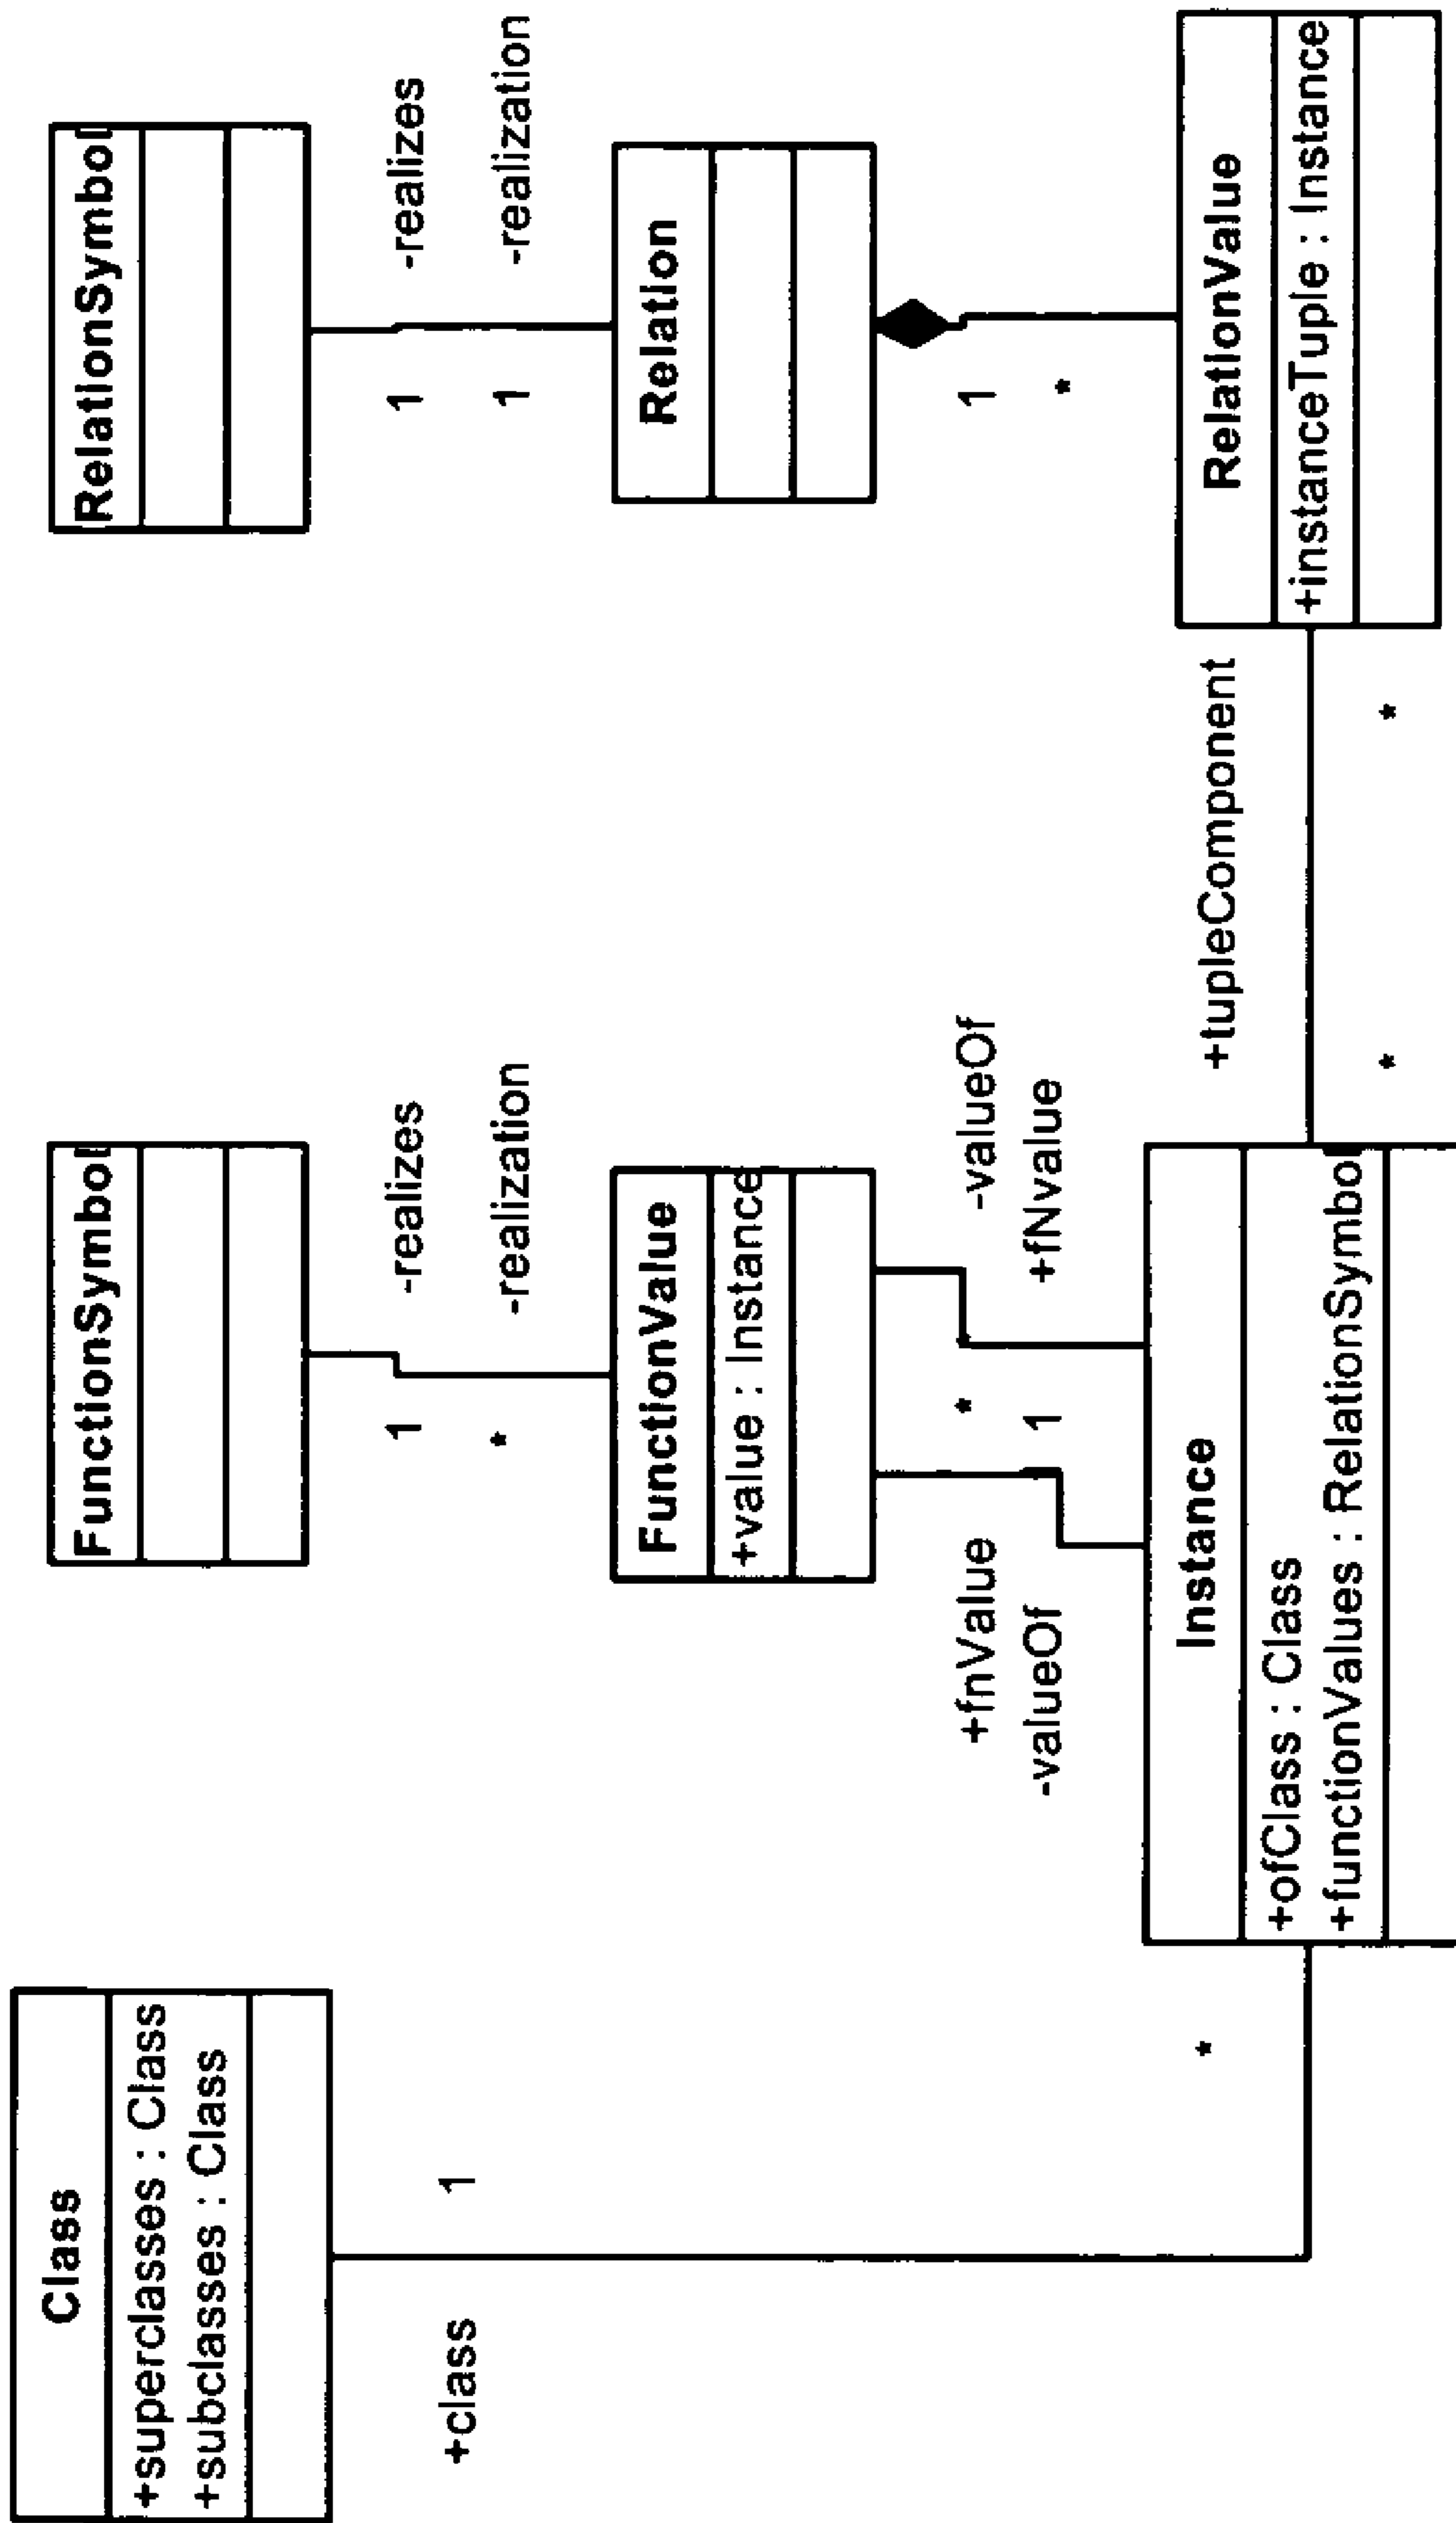 Class
+superclasses : Class
+subclasses : Class
+class
1
*
FunctionSymbol
-realizes
1
-realization
*
FunctionValue
+value : Instance
+fnValue
-valueOf
*
1
-valueOf
+fNvalue
Instance
+ofClass : Class
+functionValues : RelationSymbol
+tupleComponent
*
*
RelationSymbol
-realizes
1
-realization
1
Relation
1
*
RelationValue
+instanceTuple : Instance